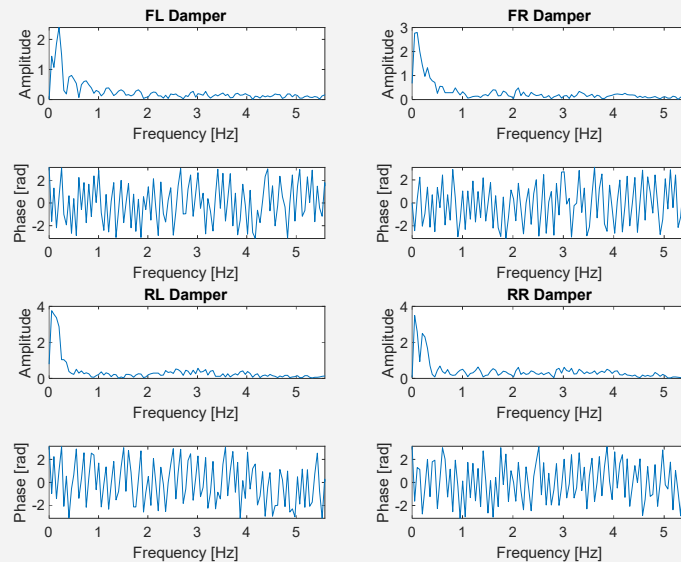 FL Damper
Amplitude
2
1
0
0 1 2 3 4 5
Frequency [Hz]
Phase [rad]
2
0
-2
0 1 2 3 4 5
Frequency [Hz]
FR Damper
Amplitude
3
2
1
0
0 1 2 3 4 5
Frequency [Hz]
Phase [rad]
2
0
-2
0 1 2 3 4 5
Frequency [Hz]
RL Damper
Amplitude
4
2
0
0 1 2 3 4 5
Frequency [Hz]
Phase [rad]
2
0
-2
0 1 2 3 4 5
Frequency [Hz]
RR Damper
Amplitude
4
2
0
0 1 2 3 4 5
Frequency [Hz]
Phase [rad]
2
0
-2
0 1 2 3 4 5
Frequency [Hz]